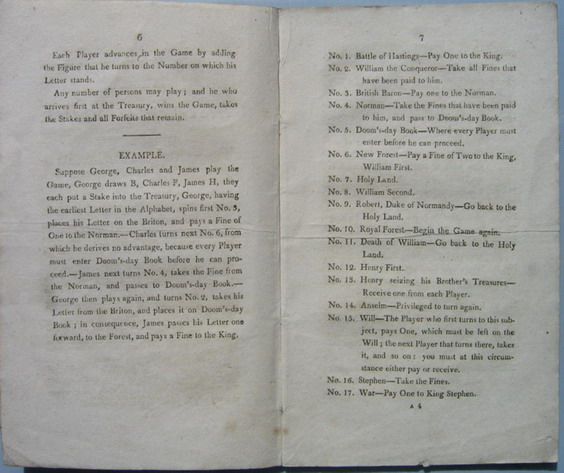 6
Each Player advances in the Game by adding
the Figure that he turns to the Number on which his
Letter stands.
Any number of persons may play; and he who
arrives first at the Treasury, wins the Game, takes
the Stakes and all Forfeits that remain.
EXAMPLE.
Suppose George, Charles and James play the
Game, George draws B, Charles F, James H, they
each put a Stake into the Treasury, George, having
the earliest Letter in the Alphabet, spins first No. 3,
places his Letter on the Briton, and pays a Fine of
One to the Norman.—Charles turns next No. 6, from
which he derives no advantage, because every Player
must enter Doom's-day Book before he can pro-
ceed.—James next turns No. 4, takes the Fine from
the Norman, and passes to Doom's-day Book.—
George then plays again, and turns No. 2, takes his
Letter from the Briton, and places it on Doom's-day
Book; in consequence, James passes his Letter one
forward, to the Forest, and pays a Fine to the King.
7
No. 1. Battle of Hastings—Pay One to the King.
No. 2. William the Conqueror—Take all Fines that
have been paid to him.
No. 3. British Baron—Pay one to the Norman.
No. 4. Norman—Take the Fines that have been paid
to him, and pass to Doom's-day Book.
No. 5. Doom's-day Book—Where every Player must
enter before he can proceed.
No. 6. New Forest—Pay a Fine of Two to the King,
William First.
No. 7. Holy Land.
No. 8. William Second.
No. 9. Robert, Duke of Normandy—Go back to the
Holy Land.
No. 10. Royal Forest—Begin the Game again.
No. 11. Death of William—Go back to the Holy
Land.
No. 12. Henry First.
No. 13. Henry seizing his Brother's Treasures—
Receive one from each Player.
No. 14. Anselm—Privileged to turn again.
No. 15. Will—The Player who first turns to this sub-
ject, pays One, which must be left on the
Will; the next Player that turns there, takes
it, and so on: you must at this circum-
stance either pay or receive.
No. 16. Stephen—Take the Fines.
No. 17. War—Pay One to King Stephen.
A 4